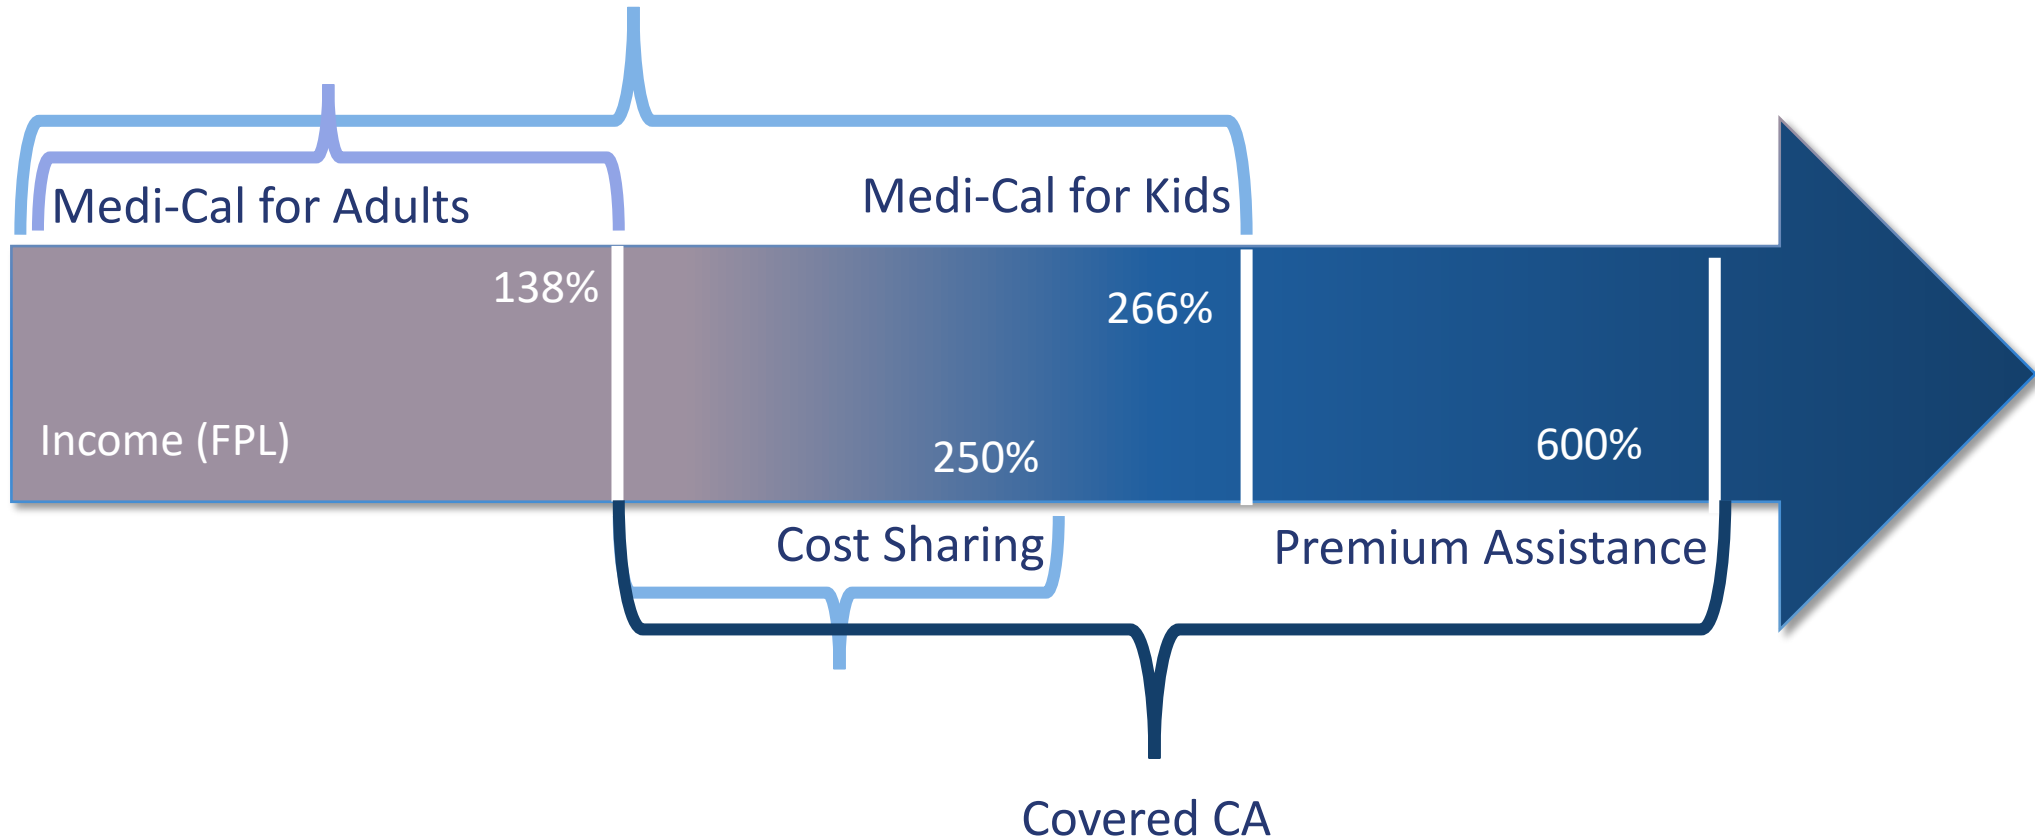 Medi-Cal for Adults
Medi-Cal for Kids
138%
266%
Income (FPL)
250%
600%
Cost Sharing
Premium Assistance
Covered CA